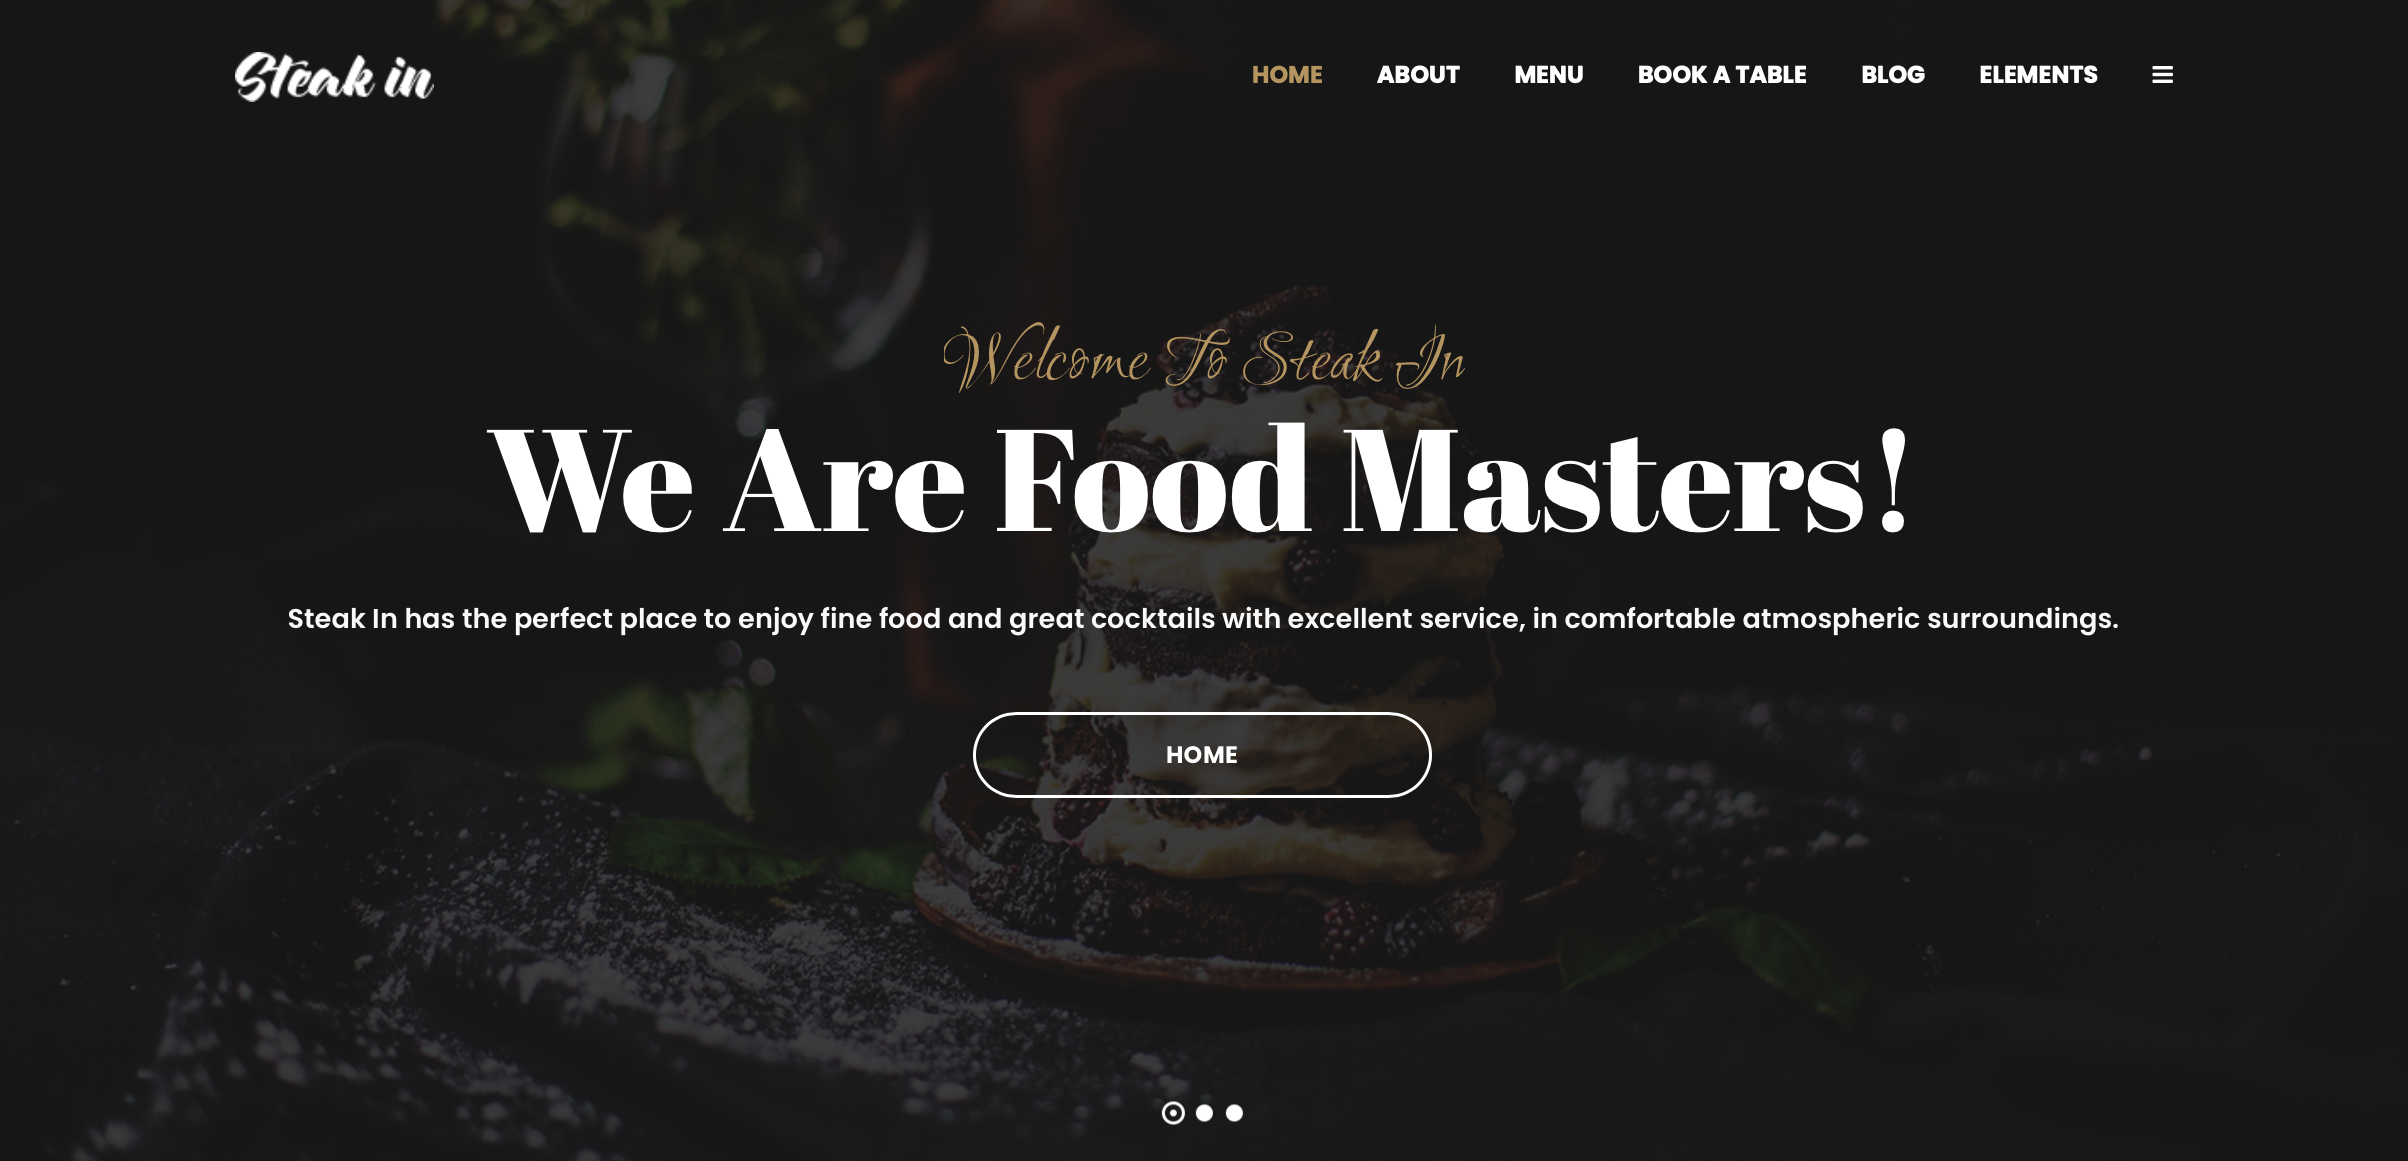 Steak in
HOME ABOUT MENU BOOK A TABLE BLOG ELEMENTS
Welcome To Steak In
We Are Food Masters!
Steak In has the perfect place to enjoy fine food and great cocktails with excellent service, in comfortable atmospheric surroundings.
HOME